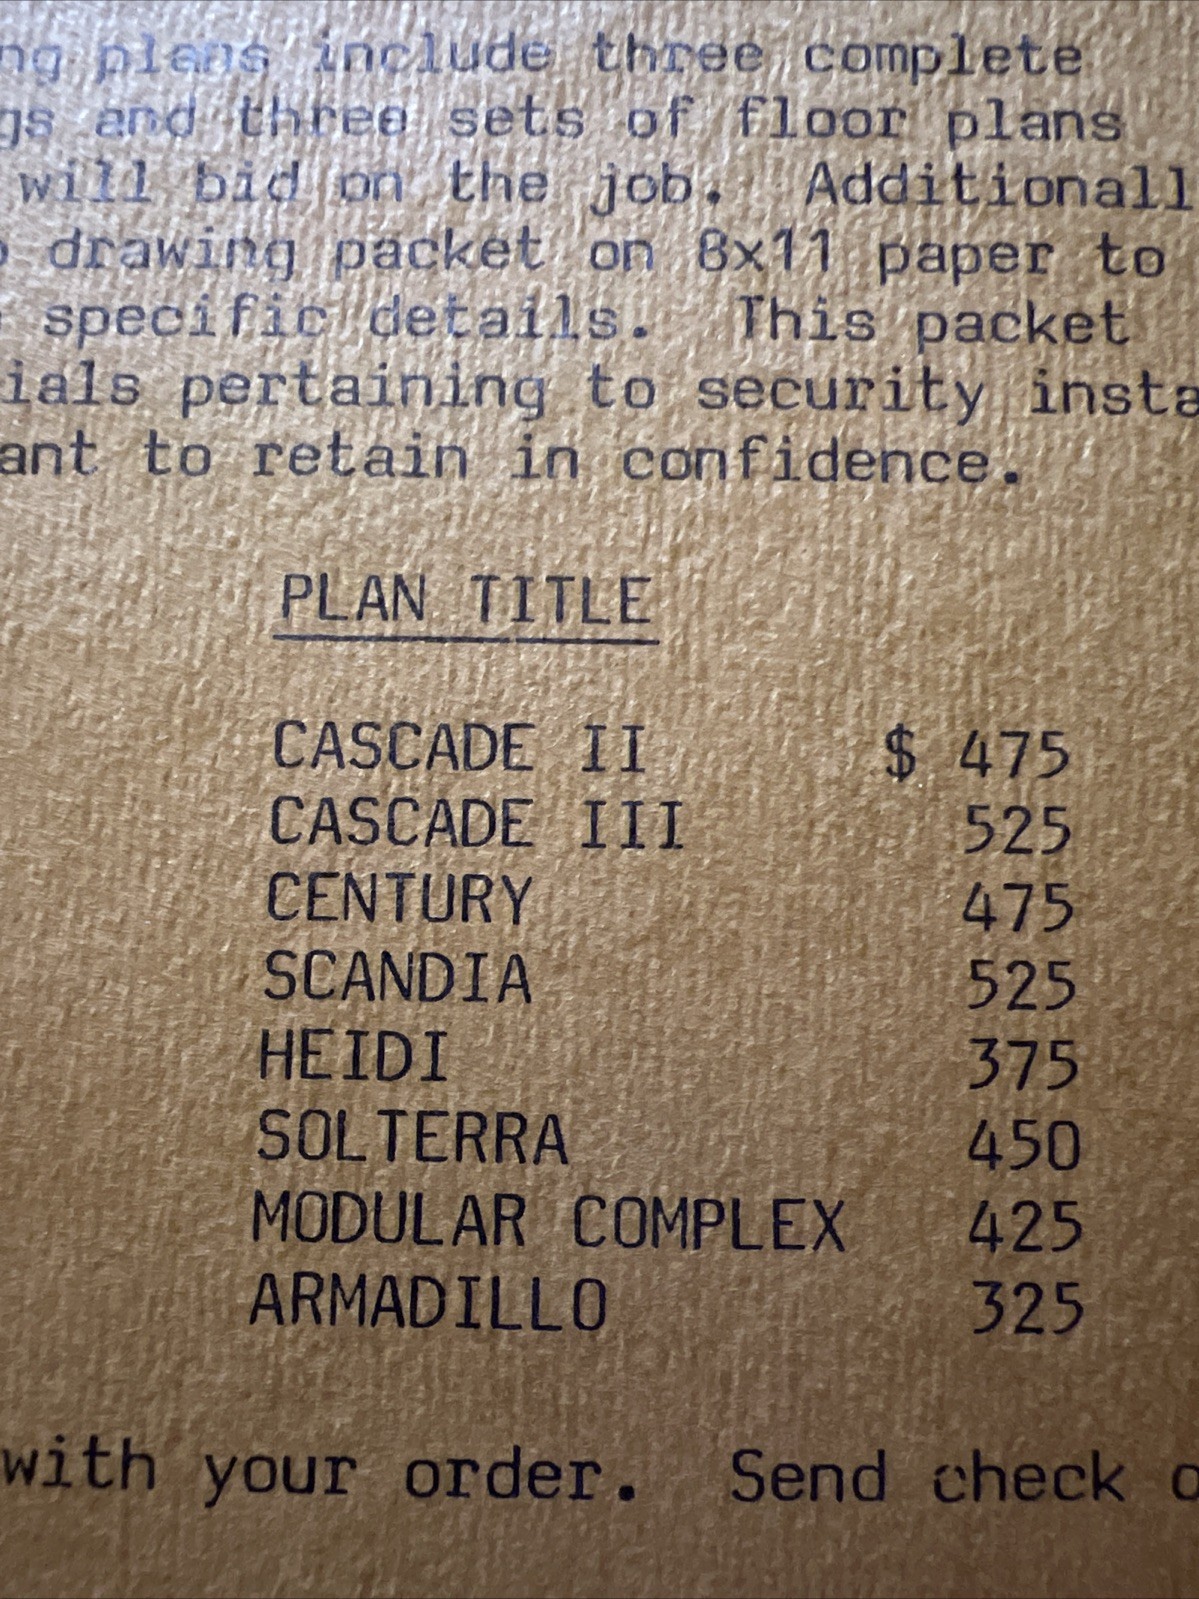 ng plans include three complete
gs and three sets of floor plans
will bid on the job. Additionall
drawing packet on 8x11 paper to
specific details. This packet
ials pertaining to security insta
ant to retain in confidence.
PLAN TITLE
CASCADE II $ 475
CASCADE III 525
CENTURY 475
SCANDIA 525
HEIDI 375
SOLTERRA 450
MODULAR COMPLEX 425
ARMADILLO 325
with your order. Send check o